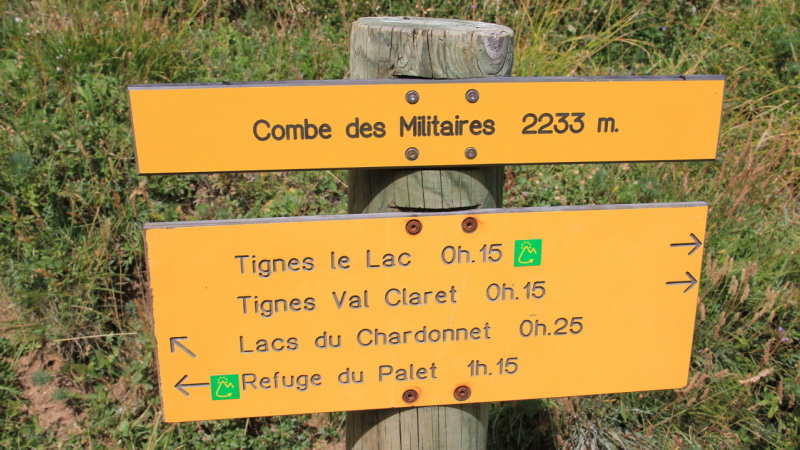 Combe des Militaires 2233 m.
Tignes le Lac 0h.15
Tignes Val Claret 0h.15
Lacs du Chardonnet 0h.25
Refuge du Palet 1h.15